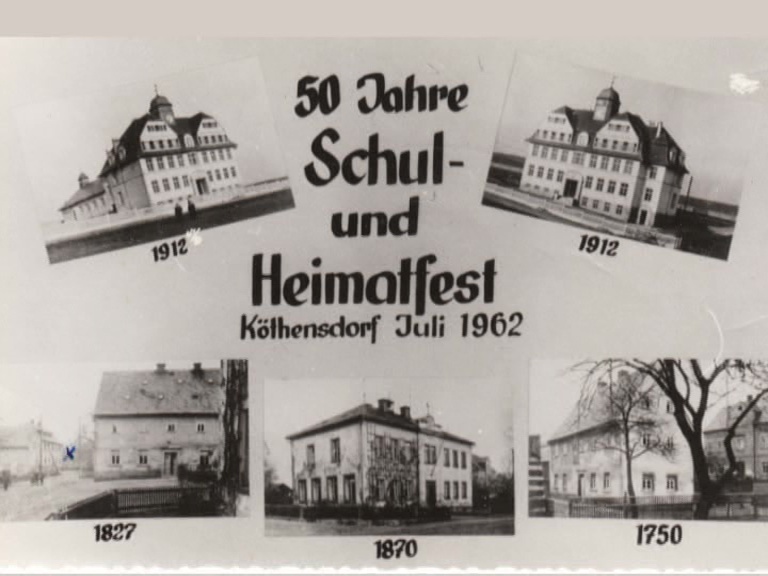 50 Jahre
Schul-
und
Heimatfest
Köthensdorf Juli 1962
1912
1912
1827
1870
1750